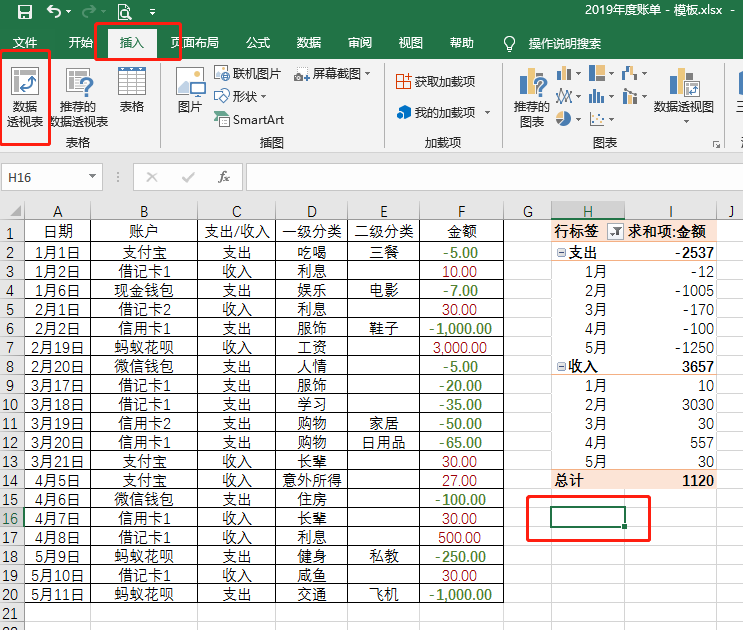 2019年度账单 - 模板.xlsx -
文件 开始 插入 页面布局 公式 数据 审阅 视图 帮助 操作说明搜索
数据透视表 推荐的数据透视表 表格 图片 联机图片 形状 SmartArt 屏幕截图 获取加载项 我的加载项 推荐的图表 数据透视图
表格 插图 加载项 图表
H16 fx
A B C D E F G H I J
1 日期 账户 支出/收入 一级分类 二级分类 金额 行标签 求和项:金额
2 1月1日 支付宝 支出 吃喝 三餐 -5.00 支出 -2537
3 1月2日 借记卡1 收入 利息 10.00 1月 -12
4 1月6日 现金钱包 支出 娱乐 电影 -7.00 2月 -1005
5 2月1日 借记卡2 收入 利息 30.00 3月 -170
6 2月2日 信用卡1 支出 服饰 鞋子 -1,000.00 4月 -100
7 2月19日 蚂蚁花呗 收入 工资 3,000.00 5月 -1250
8 2月20日 微信钱包 支出 人情 -5.00 收入 3657
9 3月17日 借记卡1 支出 服饰 -20.00 1月 10
10 3月18日 借记卡1 支出 学习 -35.00 2月 3030
11 3月19日 信用卡2 支出 购物 家居 -50.00 3月 30
12 3月20日 信用卡1 支出 购物 日用品 -65.00 4月 557
13 3月21日 支付宝 收入 长辈 30.00 5月 30
14 4月5日 支付宝 收入 意外所得 27.00 总计 1120
15 4月6日 微信钱包 支出 住房 -100.00
16 4月7日 信用卡1 收入 长辈 30.00
17 4月8日 借记卡1 收入 利息 500.00
18 5月9日 蚂蚁花呗 支出 健身 私教 -250.00
19 5月10日 借记卡1 收入 咸鱼 30.00
20 5月11日 蚂蚁花呗 支出 交通 飞机 -1,000.00
21